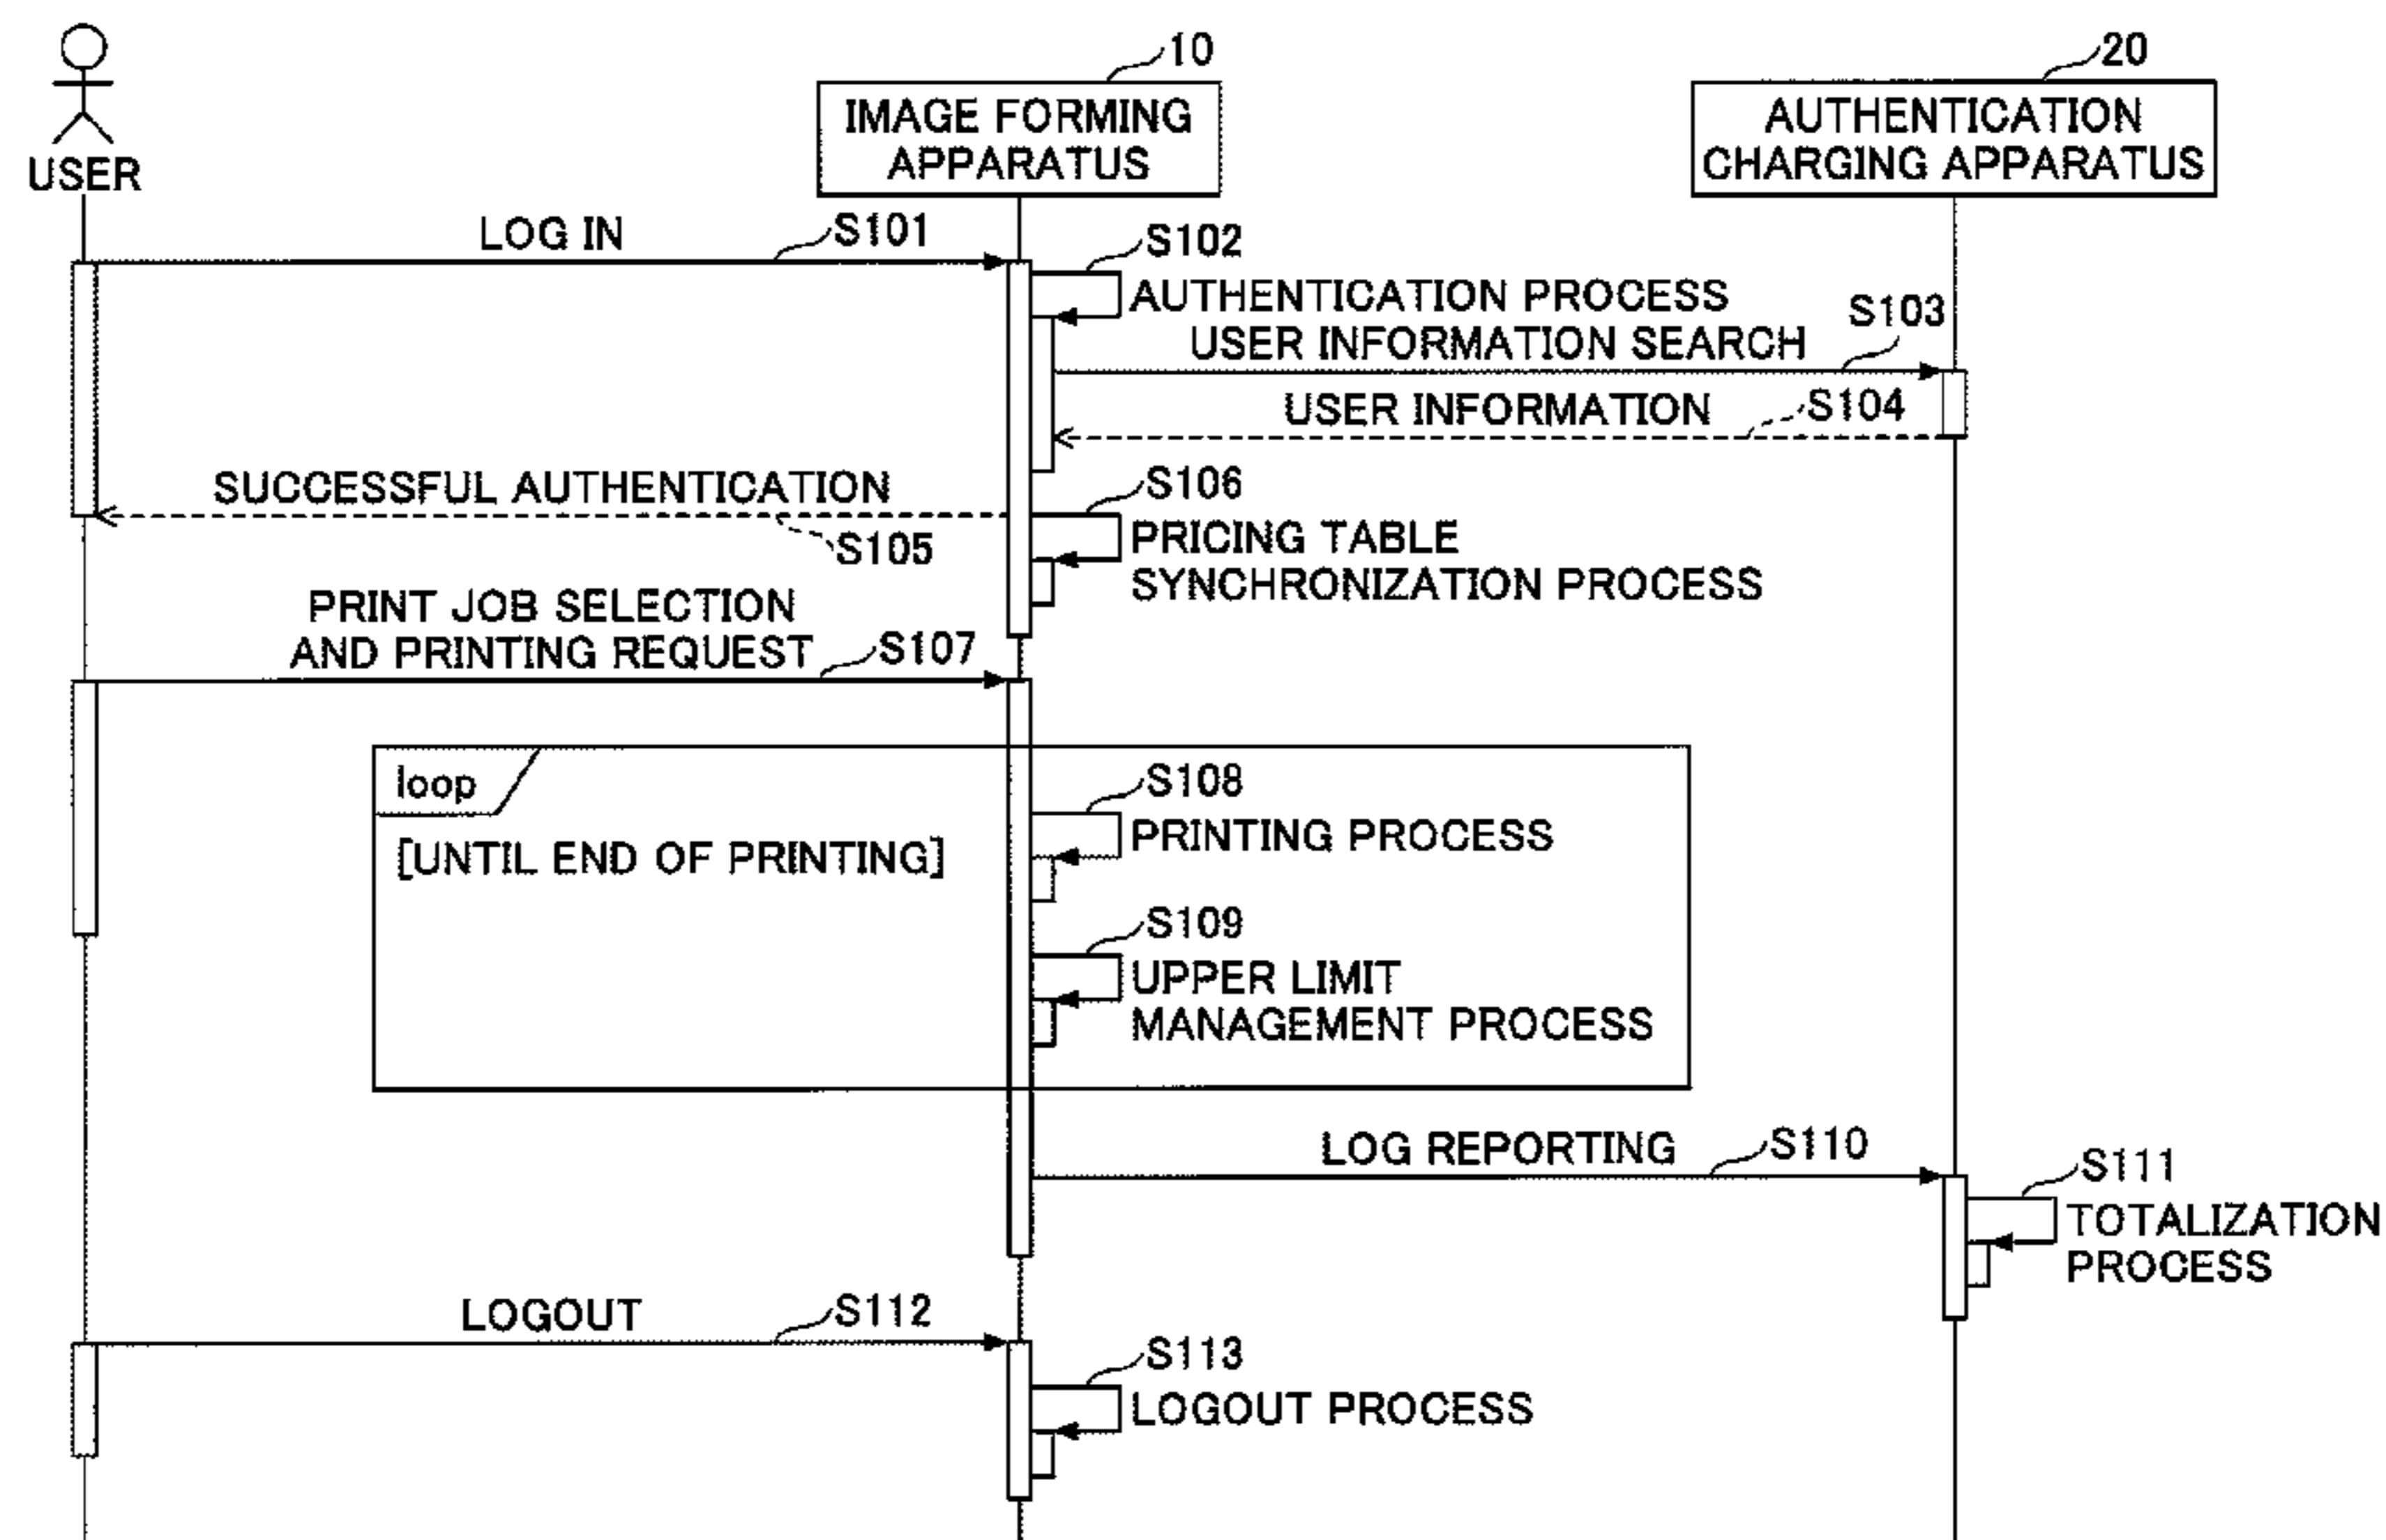 10
20
IMAGE FORMING
APPARATUS
AUTHENTICATION
CHARGING APPARATUS
USER
LOG IN
S101
S102
AUTHENTICATION PROCESS
USER INFORMATION SEARCH
S103
USER INFORMATION
S104
SUCCESSFUL AUTHENTICATION
S105
S106
PRICING TABLE
SYNCHRONIZATION PROCESS
PRINT JOB SELECTION
AND PRINTING REQUEST
S107
loop
[UNTIL END OF PRINTING]
S108
PRINTING PROCESS
S109
UPPER LIMIT
MANAGEMENT PROCESS
LOG REPORTING
S110
S111
TOTALIZATION
PROCESS
LOGOUT
S112
S113
LOGOUT PROCESS